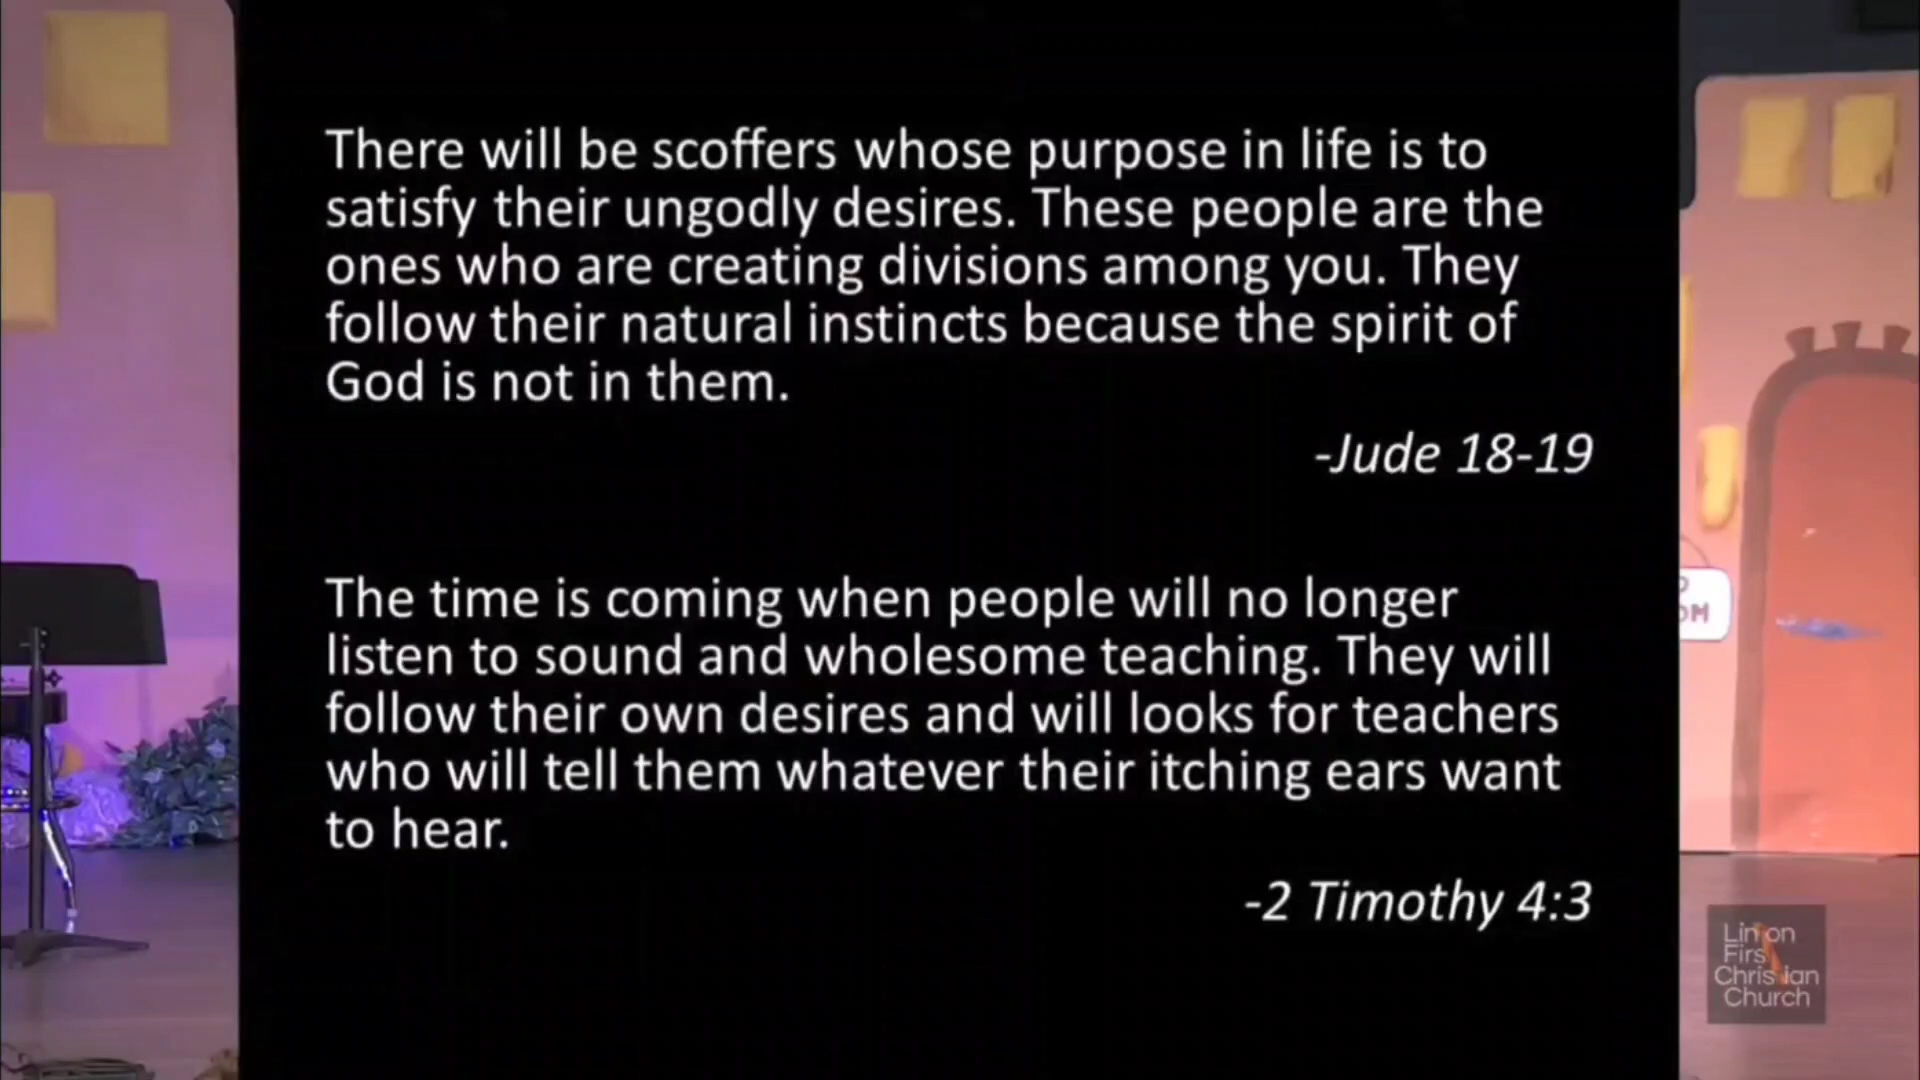 There will be scoffers whose purpose in life is to
satisfy their ungodly desires. These people are the
ones who are creating divisions among you. They
follow their natural instincts because the spirit of
God is not in them.
-Jude 18-19
The time is coming when people will no longer
listen to sound and wholesome teaching. They will
follow their own desires and will looks for teachers
who will tell them whatever their itching ears want
to hear.
-2 Timothy 4:3
Linton
First
Christian
Church